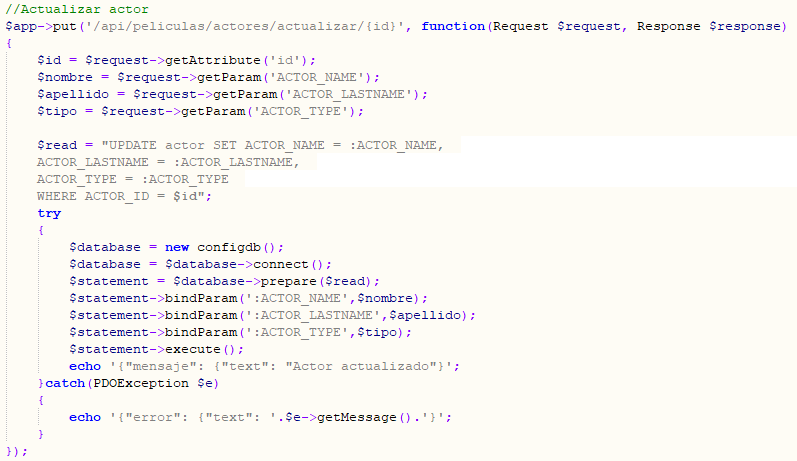 //Actualizar actor
$app->put('/api/peliculas/actores/actualizar/{id}', function(Request $request, Response $response)
{
    $id = $request->getAttribute('id');
    $nombre = $request->getParam('ACTOR_NAME');
    $apellido = $request->getParam('ACTOR_LASTNAME');
    $tipo = $request->getParam('ACTOR_TYPE');

    $read = "UPDATE actor SET ACTOR_NAME = :ACTOR_NAME,
    ACTOR_LASTNAME = :ACTOR_LASTNAME,
    ACTOR_TYPE = :ACTOR_TYPE
    WHERE ACTOR_ID = $id";
    try
    {
        $database = new configdb();
        $database = $database->connect();
        $statement = $database->prepare($read);
        $statement->bindParam(':ACTOR_NAME',$nombre);
        $statement->bindParam(':ACTOR_LASTNAME',$apellido);
        $statement->bindParam(':ACTOR_TYPE',$tipo);
        $statement->execute();
        echo '{"mensaje": {"text": "Actor actualizado"}';
    }catch(PDOException $e)
    {
        echo '{"error": {"text": '.$e->getMessage().'}';
    }
});